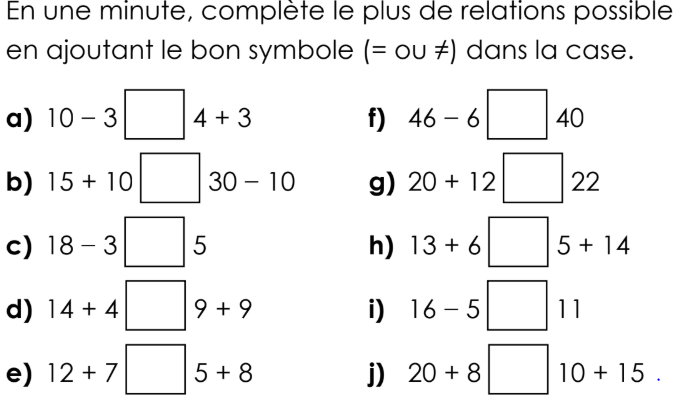 En une minute, complète le plus de relations possible
en ajoutant le bon symbole (= ou ≠) dans la case.
a) 10 − 3 4 + 3
f) 46 − 6 40
b) 15 + 10 30 − 10
g) 20 + 12 22
c) 18 − 3 5
h) 13 + 6 5 + 14
d) 14 + 4 9 + 9
i) 16 − 5 11
e) 12 + 7 5 + 8
j) 20 + 8 10 + 15 .